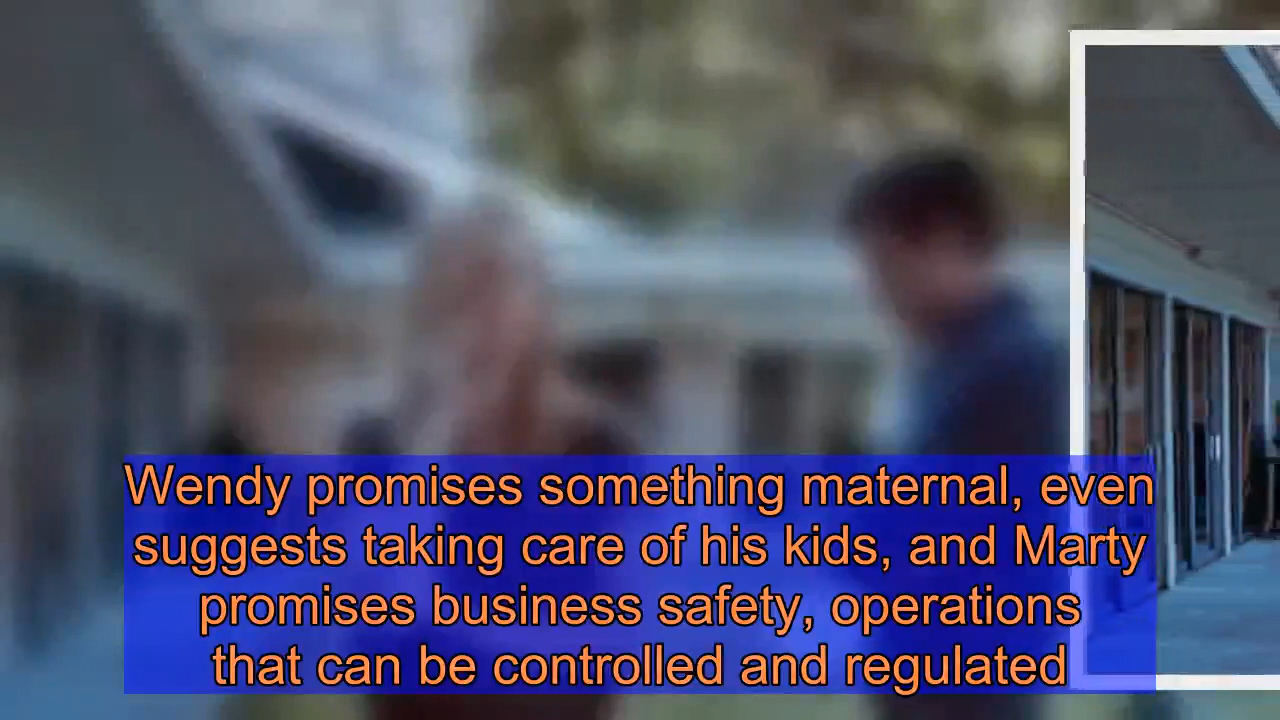 Wendy promises something maternal, even
suggests taking care of his kids, and Marty
promises business safety, operations
that can be controlled and regulated